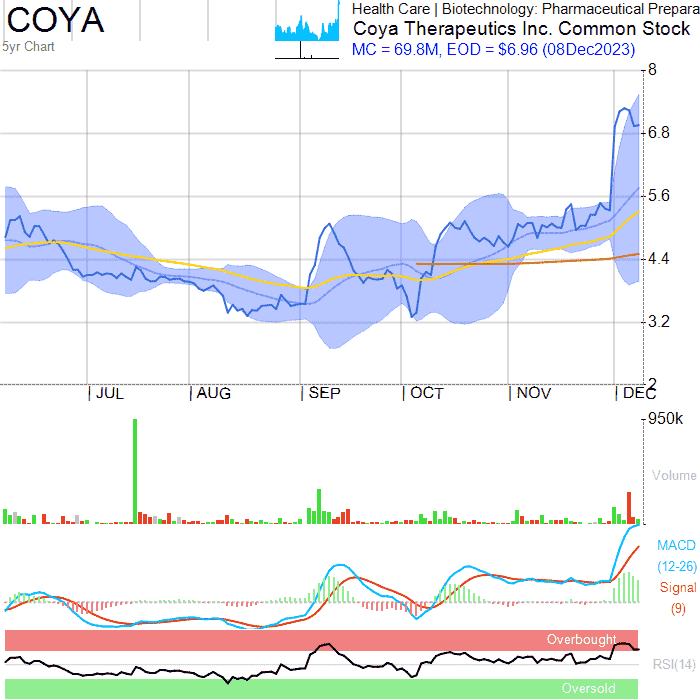 COYA
5yr Chart
Health Care | Biotechnology: Pharmaceutical Prepara
Coya Therapeutics Inc. Common Stock
MC = 69.8M, EOD = $6.96 (08Dec2023)
8
6.8
5.6
4.4
3.2
2
JUL AUG SEP OCT NOV DEC
950k
Volume
MACD
(12-26)
Signal
(9)
Overbought
RSI(14)
Oversold